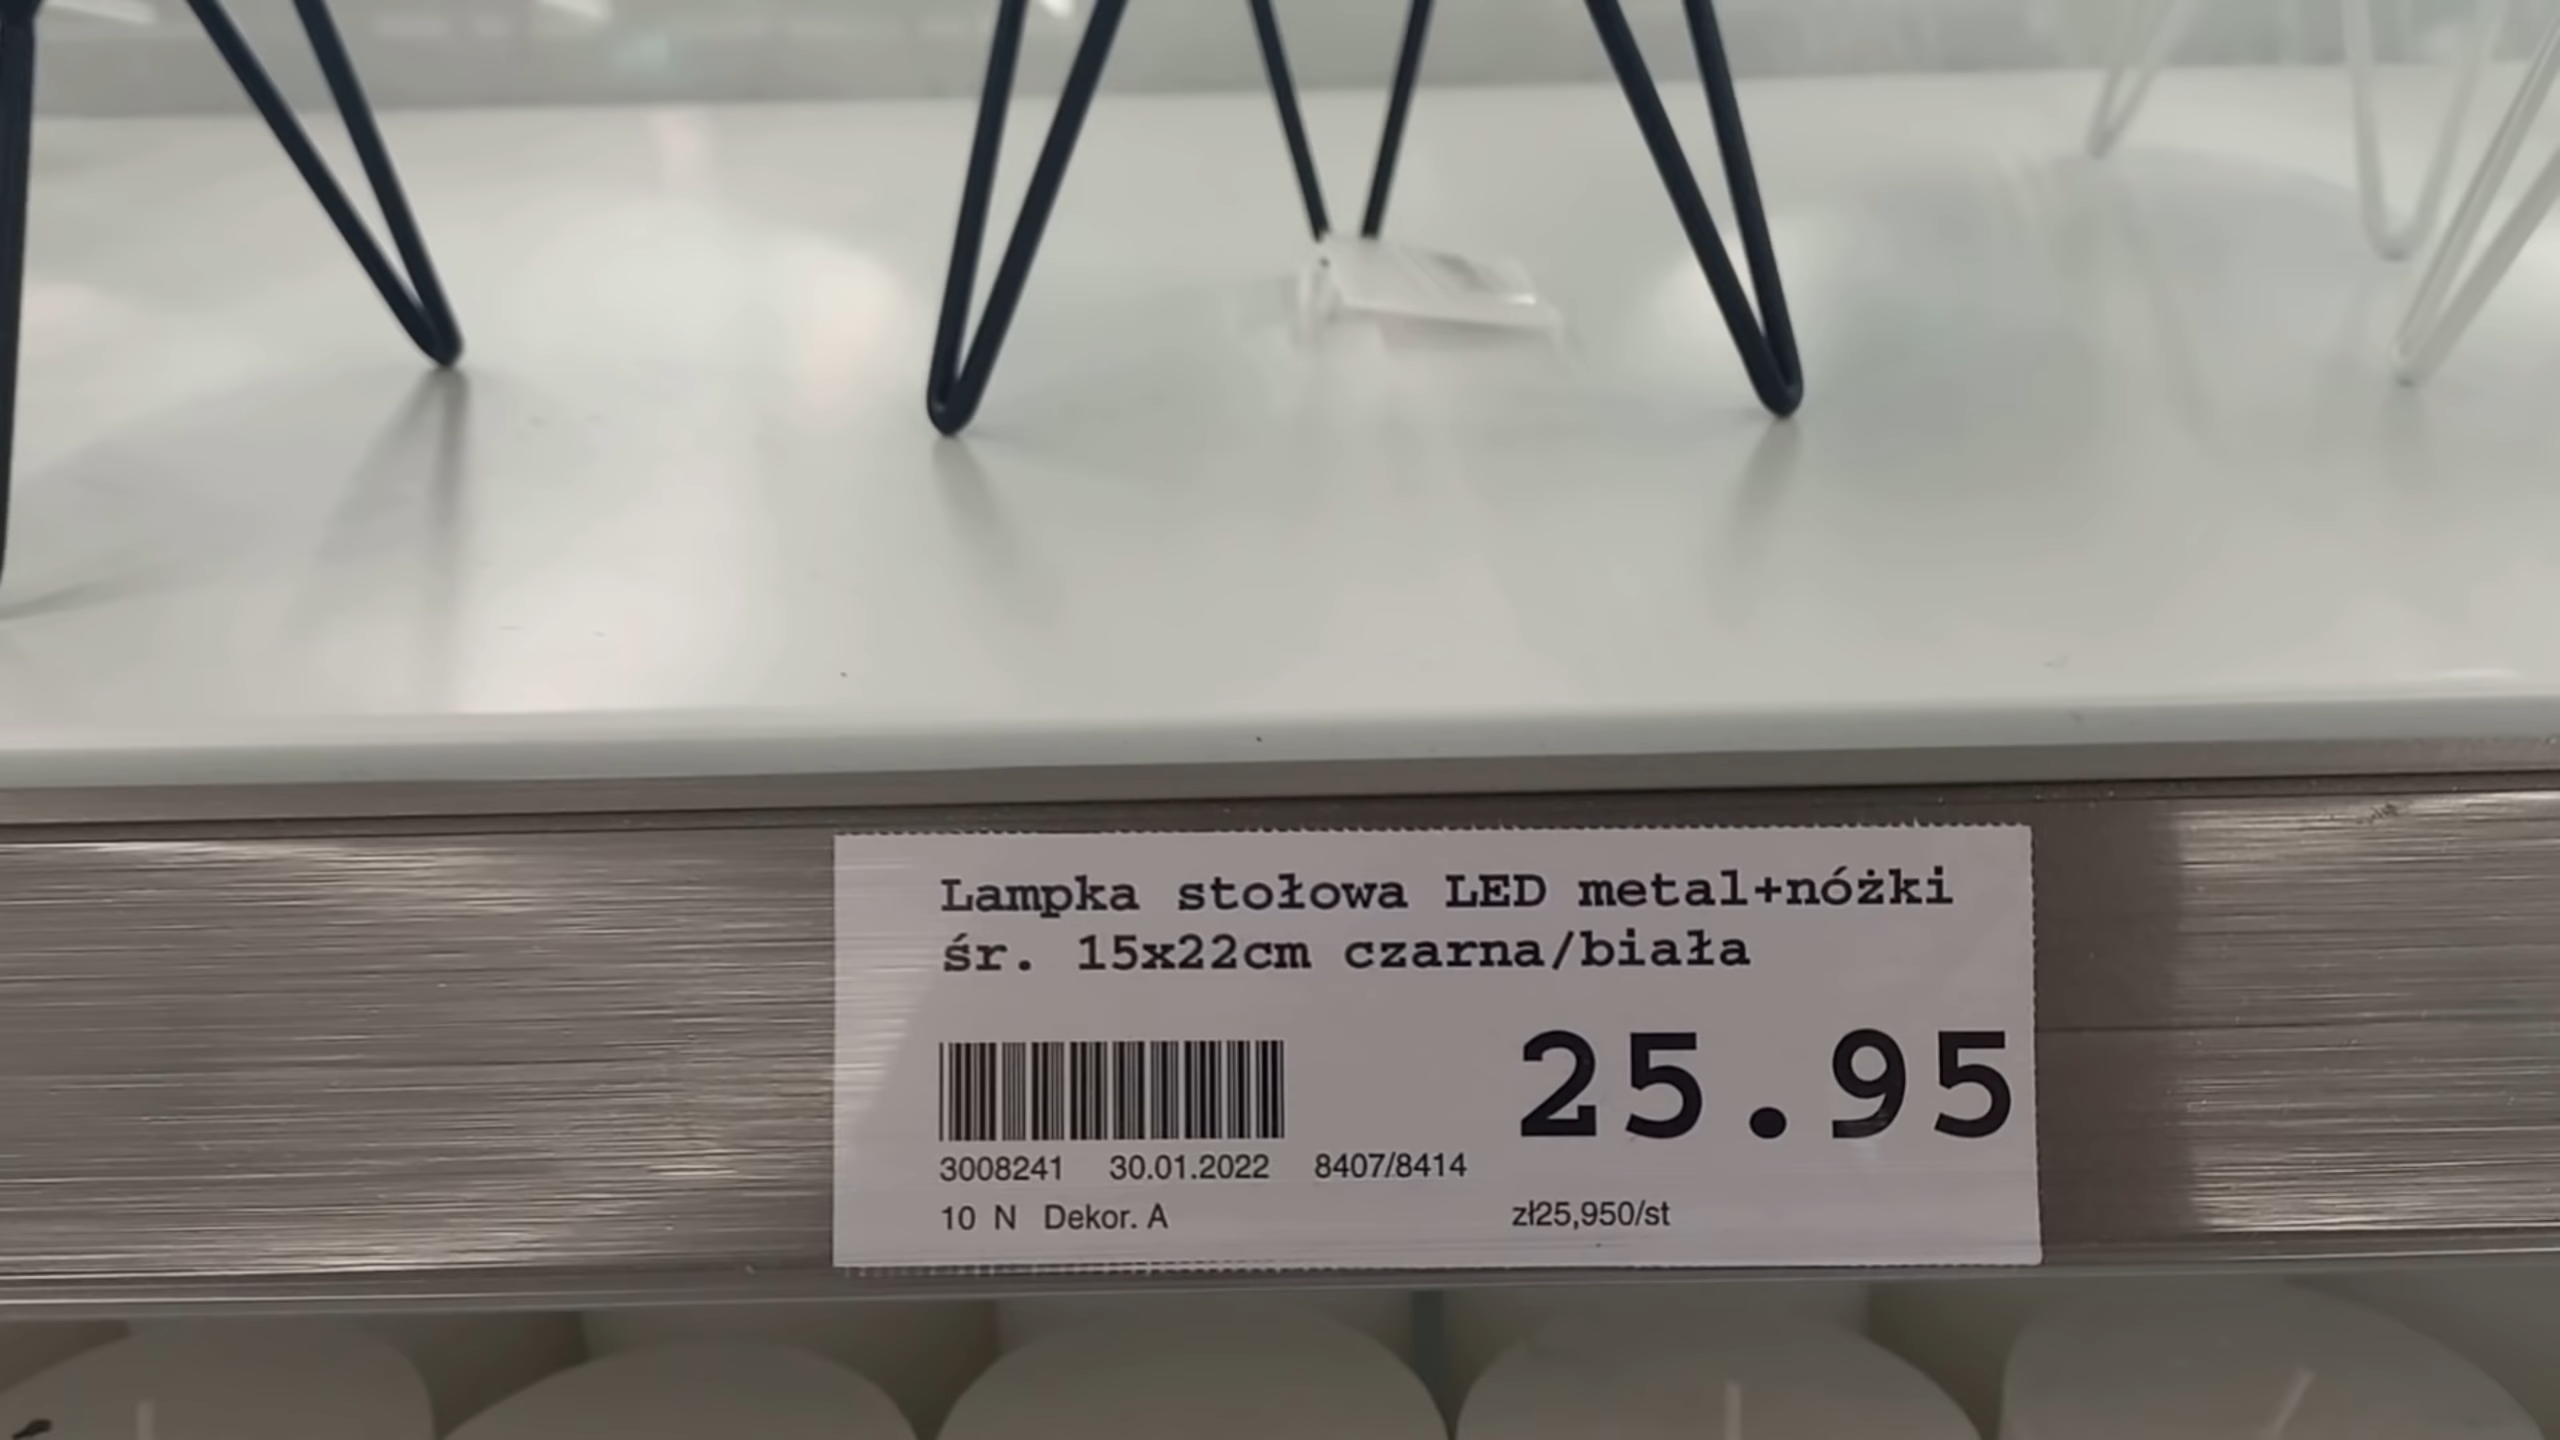 Lampka stołowa LED metal+nóżki
śr. 15x22cm czarna/biała
25.95
3008241 30.01.2022 8407/8414
10 N Dekor. A zł25,950/st